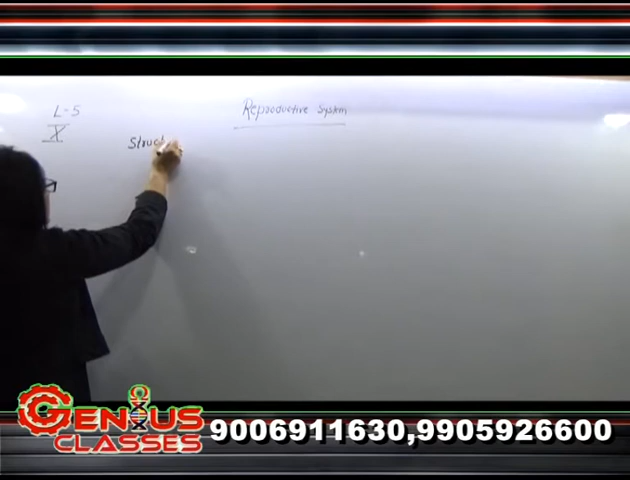 L-5
Reproductive System
X
Struct
GENIUS
CLASSES
9006911630,9905926600